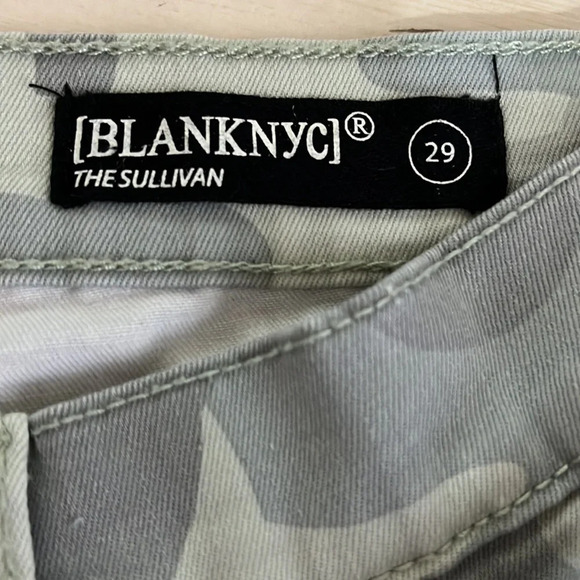 [BLANKNYC]®
THE SULLIVAN
29